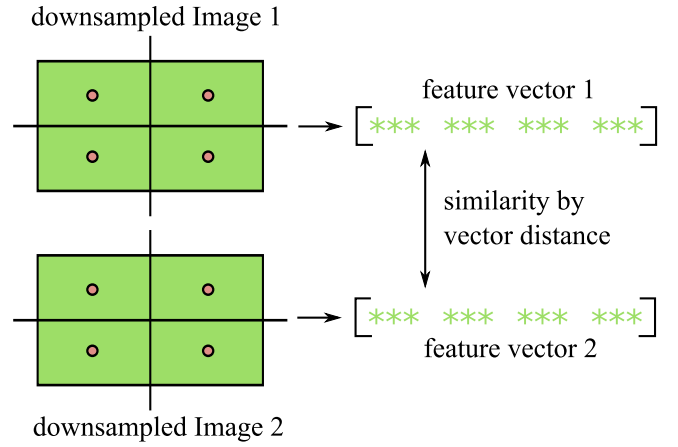 downsampled Image 1
feature vector 1
[*** *** *** ***]
similarity by
vector distance
[*** *** *** ***]
feature vector 2
downsampled Image 2